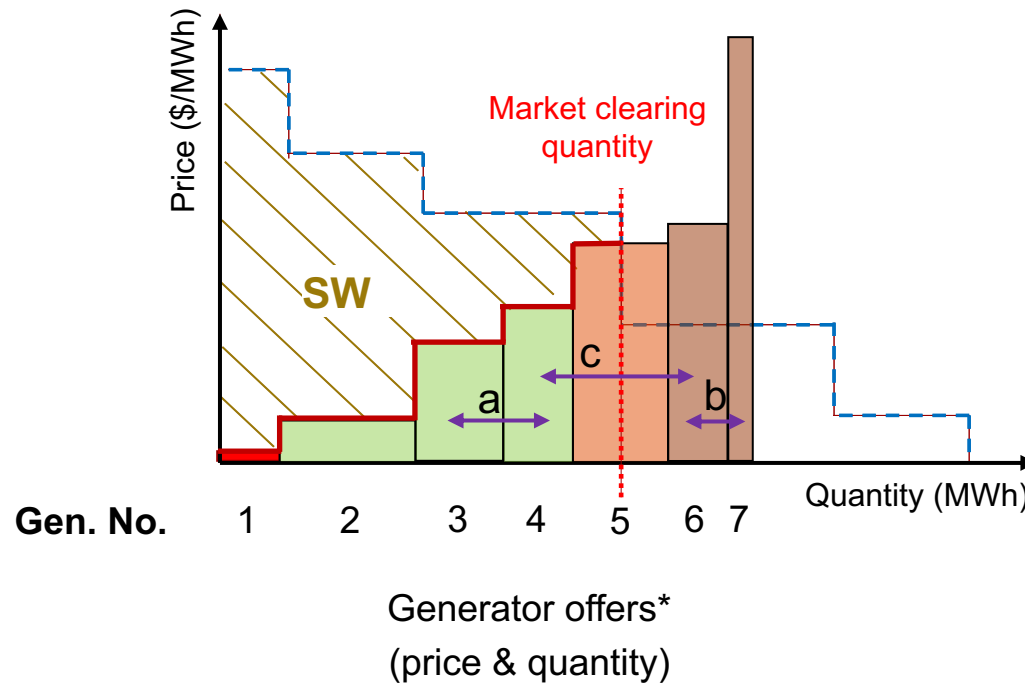 Price ($/MWh)
Market clearing
quantity
SW
a
c
b
Quantity (MWh)
Gen. No. 1 2 3 4 5 6 7
Generator offers*
(price & quantity)